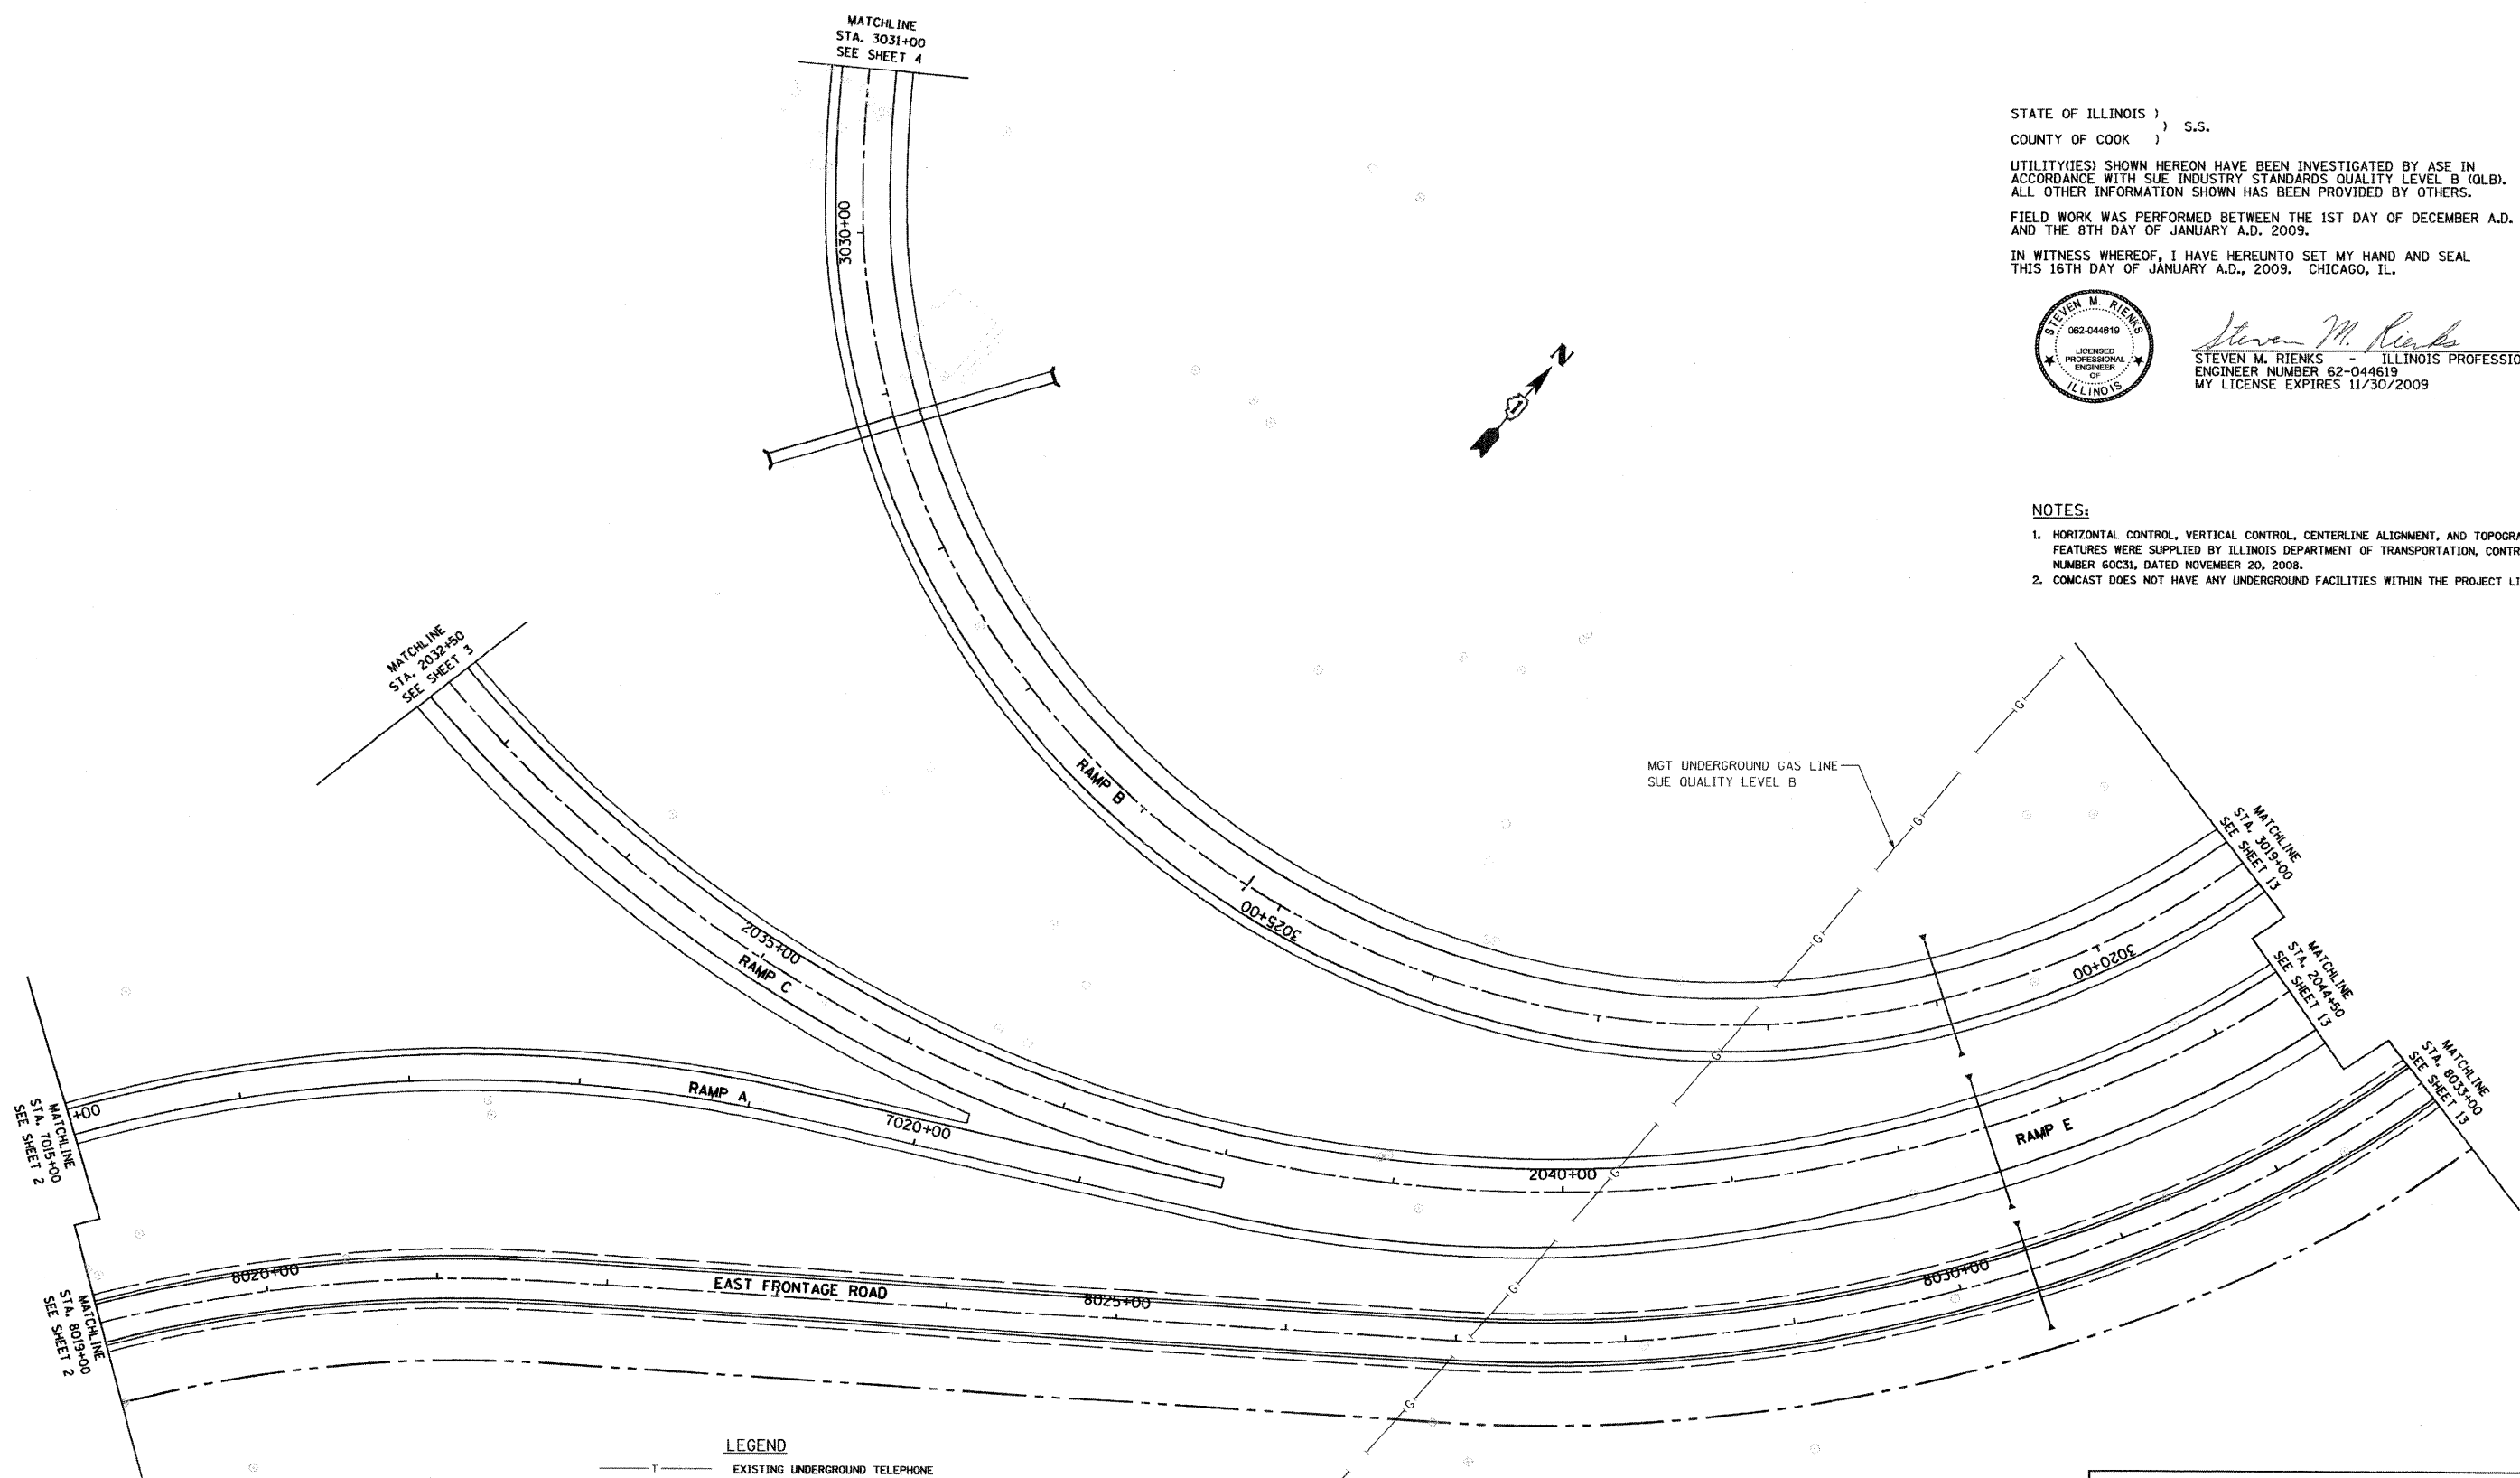 MATCHLINE
STA. 3031+00
SEE SHEET 4
3030+00
STATE OF ILLINOIS )
) S.S.
COUNTY OF COOK )
UTILITY(IES) SHOWN HEREON HAVE BEEN INVESTIGATED BY ASE IN
ACCORDANCE WITH SUE INDUSTRY STANDARDS QUALITY LEVEL B (QLB).
ALL OTHER INFORMATION SHOWN HAS BEEN PROVIDED BY OTHERS.
FIELD WORK WAS PERFORMED BETWEEN THE 1ST DAY OF DECEMBER A.D.
AND THE 8TH DAY OF JANUARY A.D. 2009.
IN WITNESS WHEREOF, I HAVE HEREUNTO SET MY HAND AND SEAL
THIS 16TH DAY OF JANUARY A.D., 2009. CHICAGO, IL.
STEVEN M. RIENKS
062-044619
LICENSED
PROFESSIONAL
ENGINEER
OF
ILLINOIS
Steven M. Rienks
STEVEN M. RIENKS - ILLINOIS PROFESSIO
ENGINEER NUMBER 62-044619
MY LICENSE EXPIRES 11/30/2009
N
1
NOTES:
1. HORIZONTAL CONTROL, VERTICAL CONTROL, CENTERLINE ALIGNMENT, AND TOPOGRA
FEATURES WERE SUPPLIED BY ILLINOIS DEPARTMENT OF TRANSPORTATION, CONTR
NUMBER 60C31, DATED NOVEMBER 20, 2008.
2. COMCAST DOES NOT HAVE ANY UNDERGROUND FACILITIES WITHIN THE PROJECT LI
MATCHLINE
STA. 2032+50
SEE SHEET 3
RAMP B
MGT UNDERGROUND GAS LINE
SUE QUALITY LEVEL B
G
G
G
G
G
G
G
MATCHLINE
STA. 3019+00
SEE SHEET 13
3025+00
3020+00
2035+00
RAMP C
MATCHLINE
STA. 2044+50
SEE SHEET 13
MATCHLINE
STA. 8033+00
SEE SHEET 13
RAMP A
+00
MATCHLINE
STA. 7015+00
SEE SHEET 2
7020+00
2040+00
RAMP E
8020+00
EAST FRONTAGE ROAD
8025+00
8030+00
MATCHLINE
STA. 8019+00
SEE SHEET 2
LEGEND
T EXISTING UNDERGROUND TELEPHONE